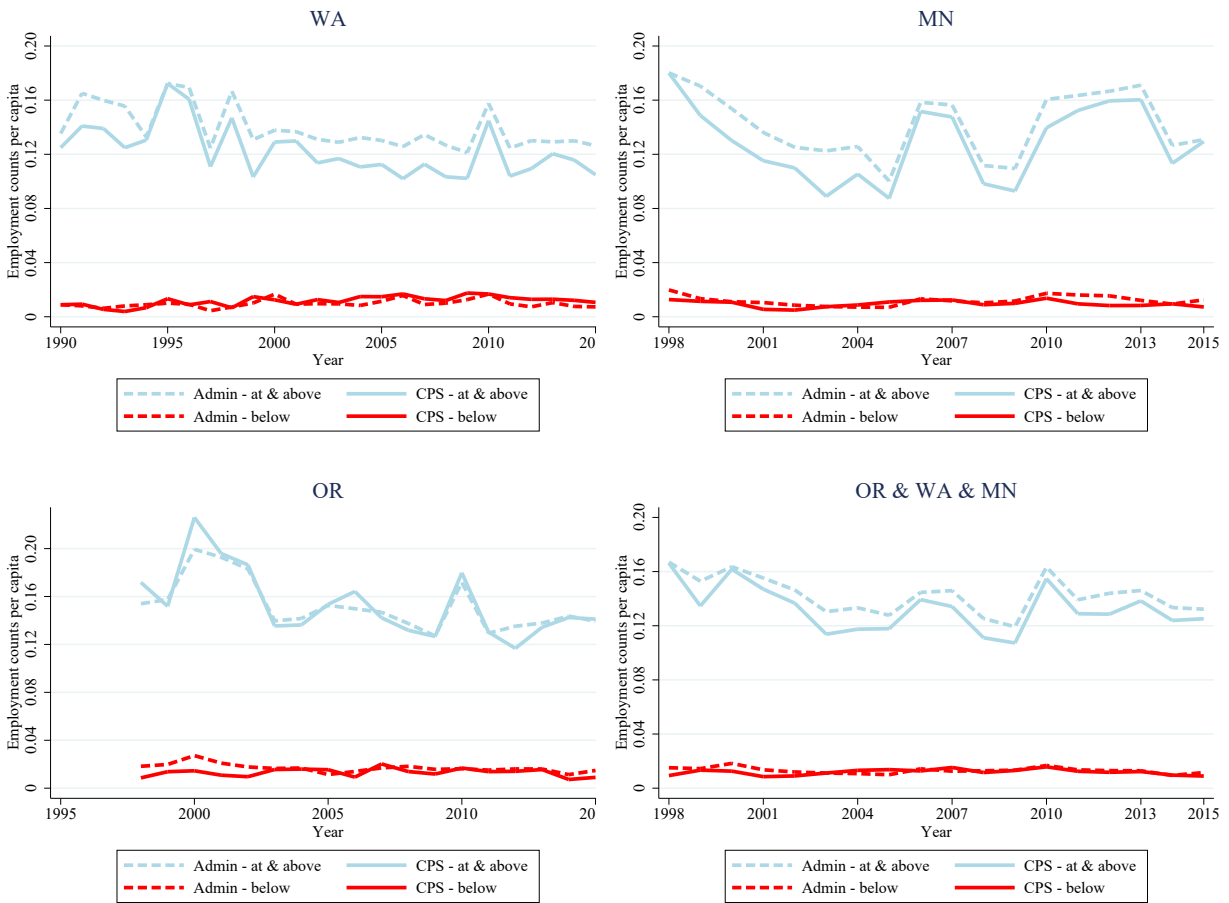 WA
Employment counts per capita
0.20
0.16
0.12
0.08
0.04
0
1990 1995 2000 2005 2010 20
Year
Admin - at & above CPS - at & above
Admin - below CPS - below
MN
Employment counts per capita
0.20
0.16
0.12
0.08
0.04
0
1998 2001 2004 2007 2010 2013 2015
Year
Admin - at & above CPS - at & above
Admin - below CPS - below
OR
Employment counts per capita
0.20
0.16
0.12
0.08
0.04
0
1995 2000 2005 2010 20
Year
Admin - at & above CPS - at & above
Admin - below CPS - below
OR & WA & MN
Employment counts per capita
0.20
0.16
0.12
0.08
0.04
0
1998 2001 2004 2007 2010 2013 2015
Year
Admin - at & above CPS - at & above
Admin - below CPS - below